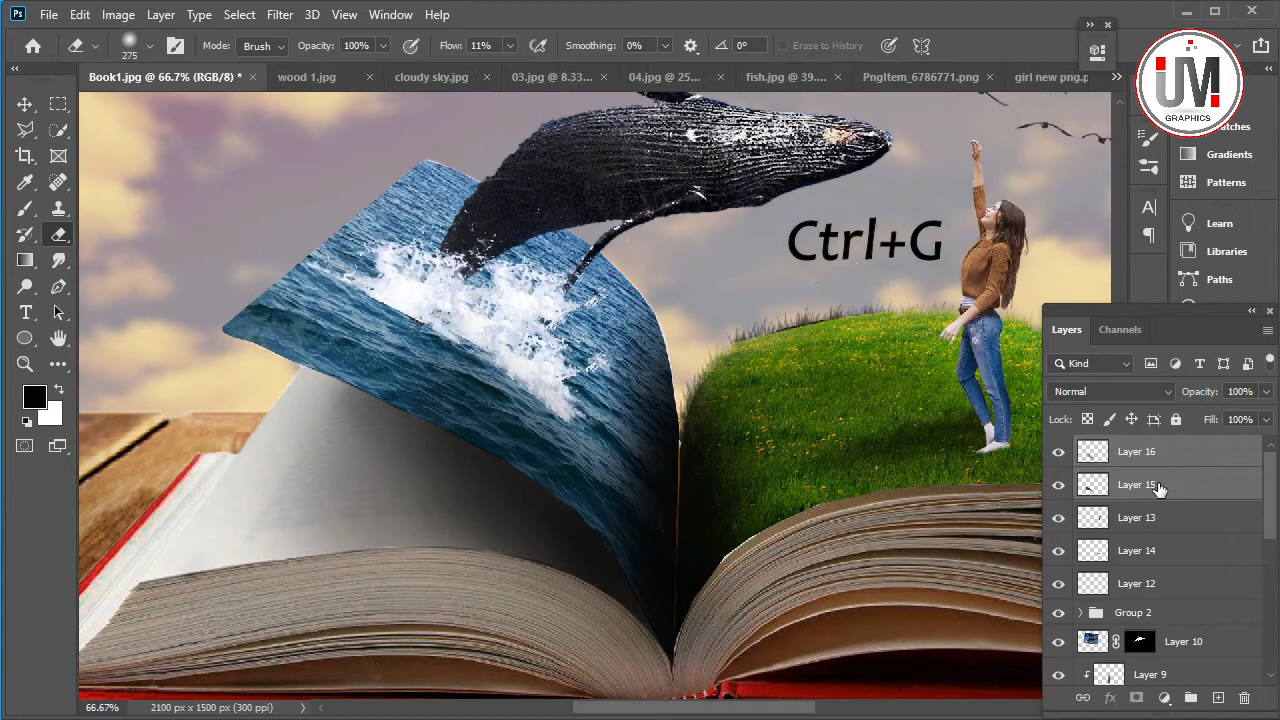 Ps File Edit Image Layer Type Select Filter 3D View Window Help
275 Mode: Brush Opacity: 100% Flow: 11% Smoothing: 0% 0° Erase to History
Book1.jpg @ 66.7% (RGB/8) * wood 1.jpg cloudy sky.jpg 03.jpg @ 8.33... 04.jpg @ 25... fish.jpg @ 39.... PngItem_6786771.png girl new png.p
UM
GRAPHICS
Gradients
Patterns
Learn
Libraries
Paths
Ctrl+G
Layers Channels
Kind
Normal Opacity: 100%
Lock: Fill: 100%
Layer 16
Layer 15
Layer 13
Layer 14
Layer 12
Group 2
Layer 10
Layer 9
66.67% 2100 px x 1500 px (300 ppi)